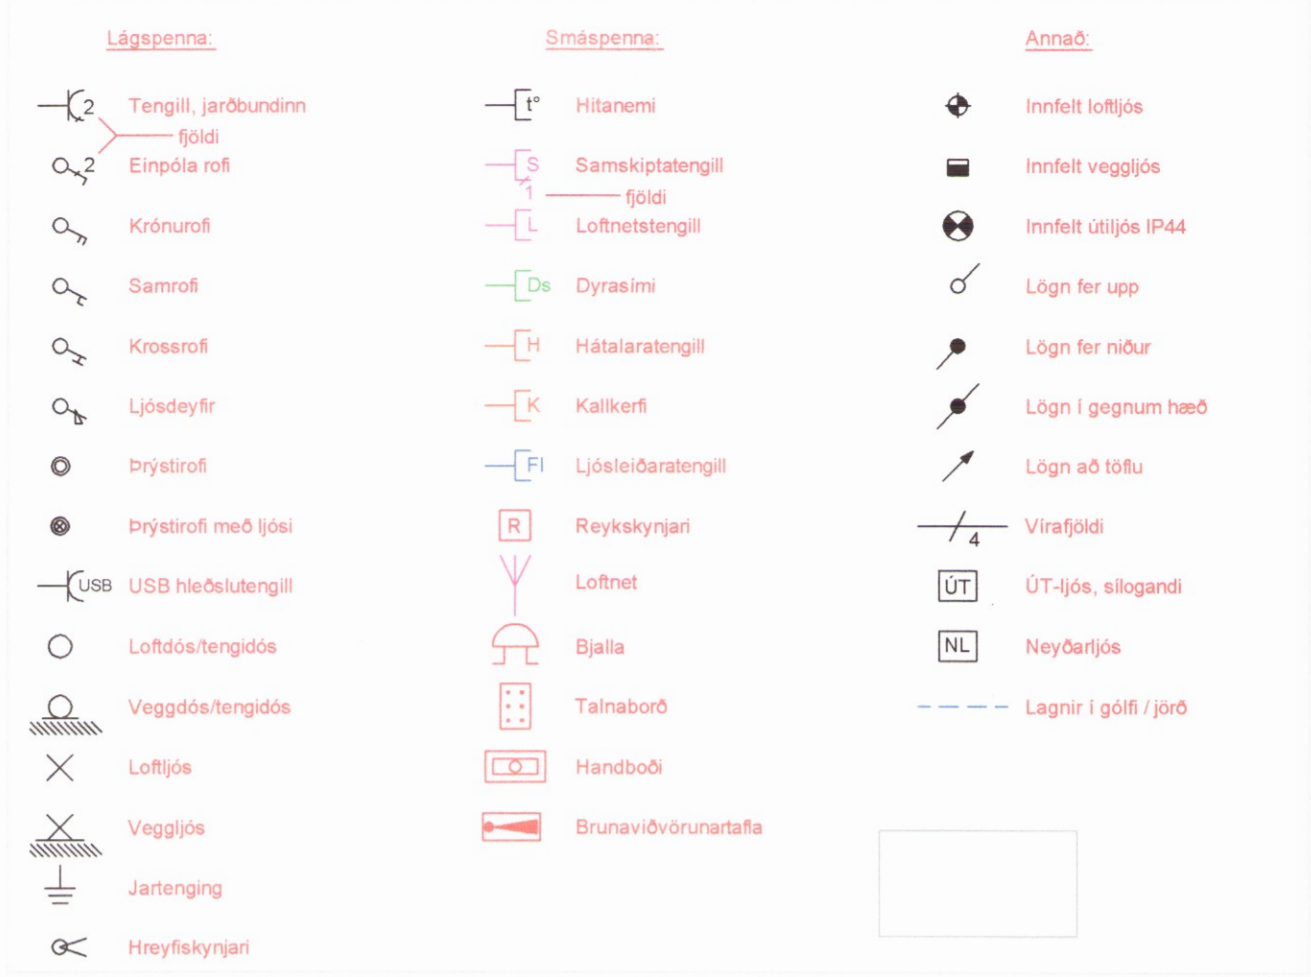 Lágspenna:
2 Tengill, jarðbundinn
fjöldi
2 Einpóla rofi
Krónurofi
Samrofi
Krossrofi
Ljósdeyfir
Þrýstirofi
Þrýstirofi með ljósi
USB USB hleðslutengill
Loftdós/tengidós
Veggdós/tengidós
Loftljós
Veggljós
Jartenging
Hreyfiskynjari
Smáspenna:
t° Hitanemi
S Samskiptatengill
1 fjöldi
L Loftnetstengill
Ds Dyrasími
H Hátalaratengill
K Kallkerfi
Fl Ljósleiðaratengill
R Reykskynjari
Loftnet
Bjalla
Talnaborð
Handboði
Brunaviðvörunartafla
Annað:
Innfelt loftljós
Innfelt veggljós
Innfelt útiljós IP44
Lögn fer upp
Lögn fer niður
Lögn í gegnum hæð
Lögn að töflu
4 Vírafjöldi
ÚT ÚT-ljós, sílogandi
NL Neyðarljós
Lagnir í gólfi / jörð